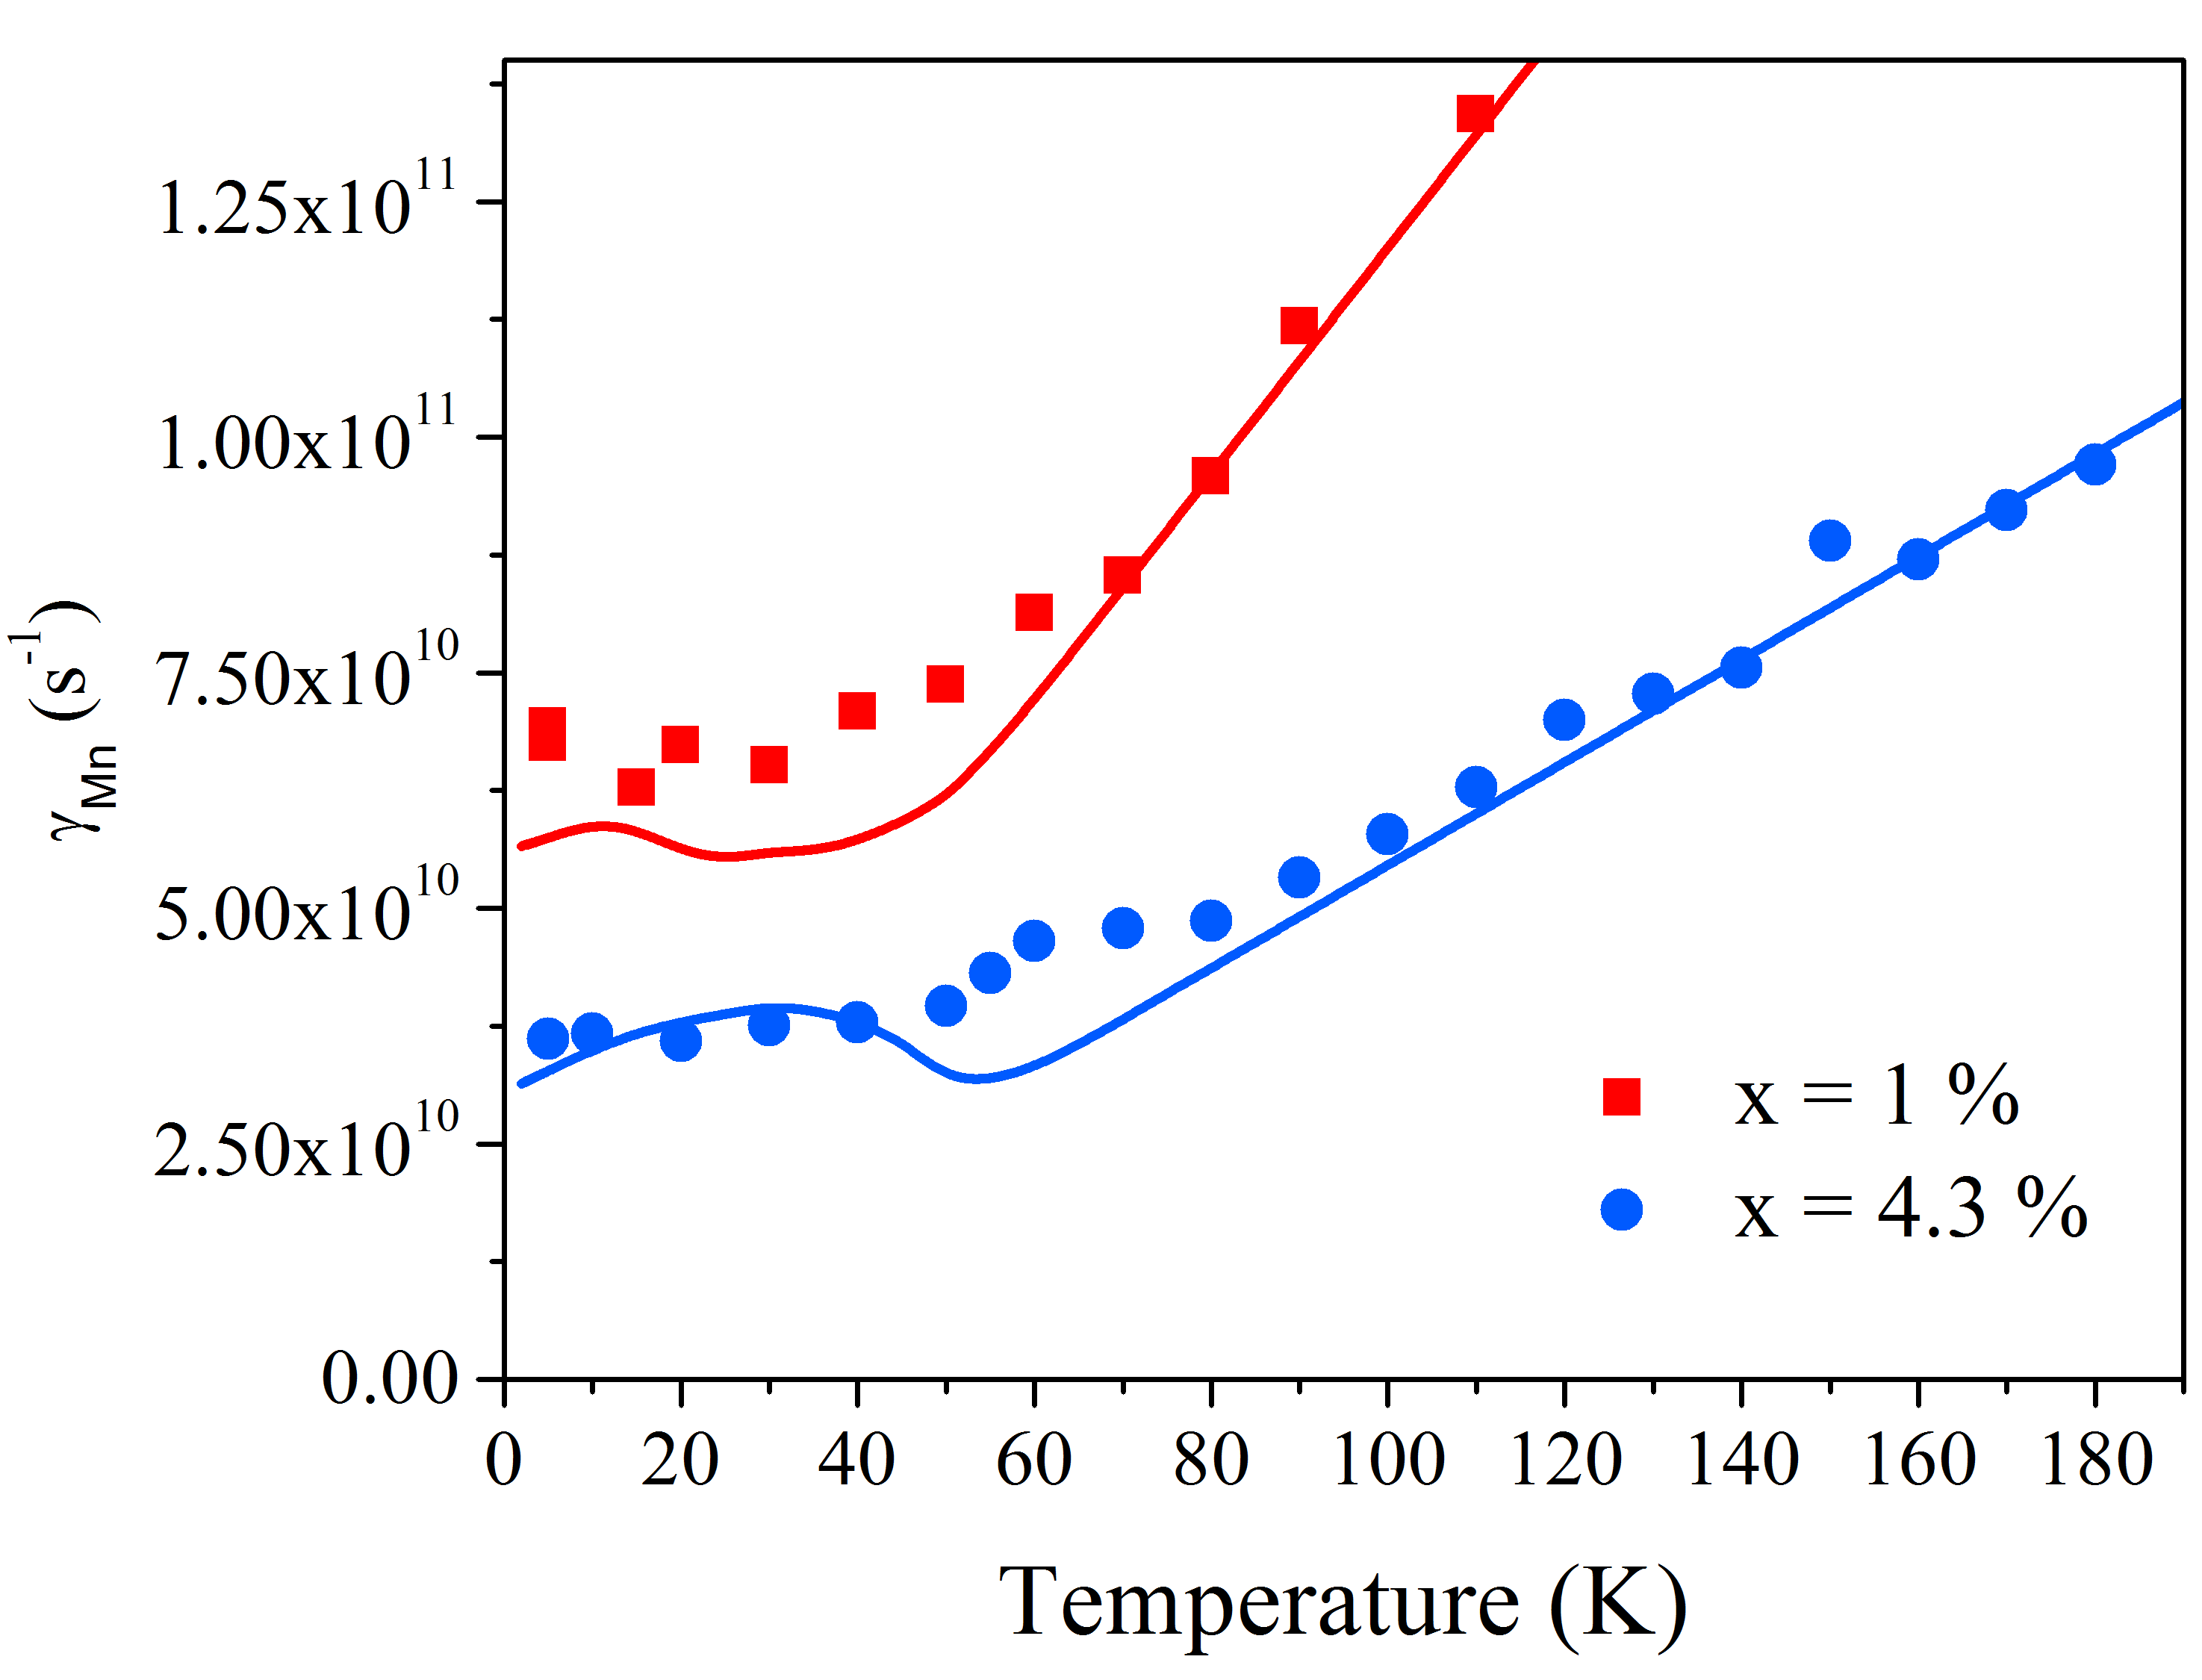 1.25x10^11
1.00x10^11
7.50x10^10
5.00x10^10
2.50x10^10
0.00
γMn (s^-1)
x = 1 %
x = 4.3 %
0 20 40 60 80 100 120 140 160 180
Temperature (K)